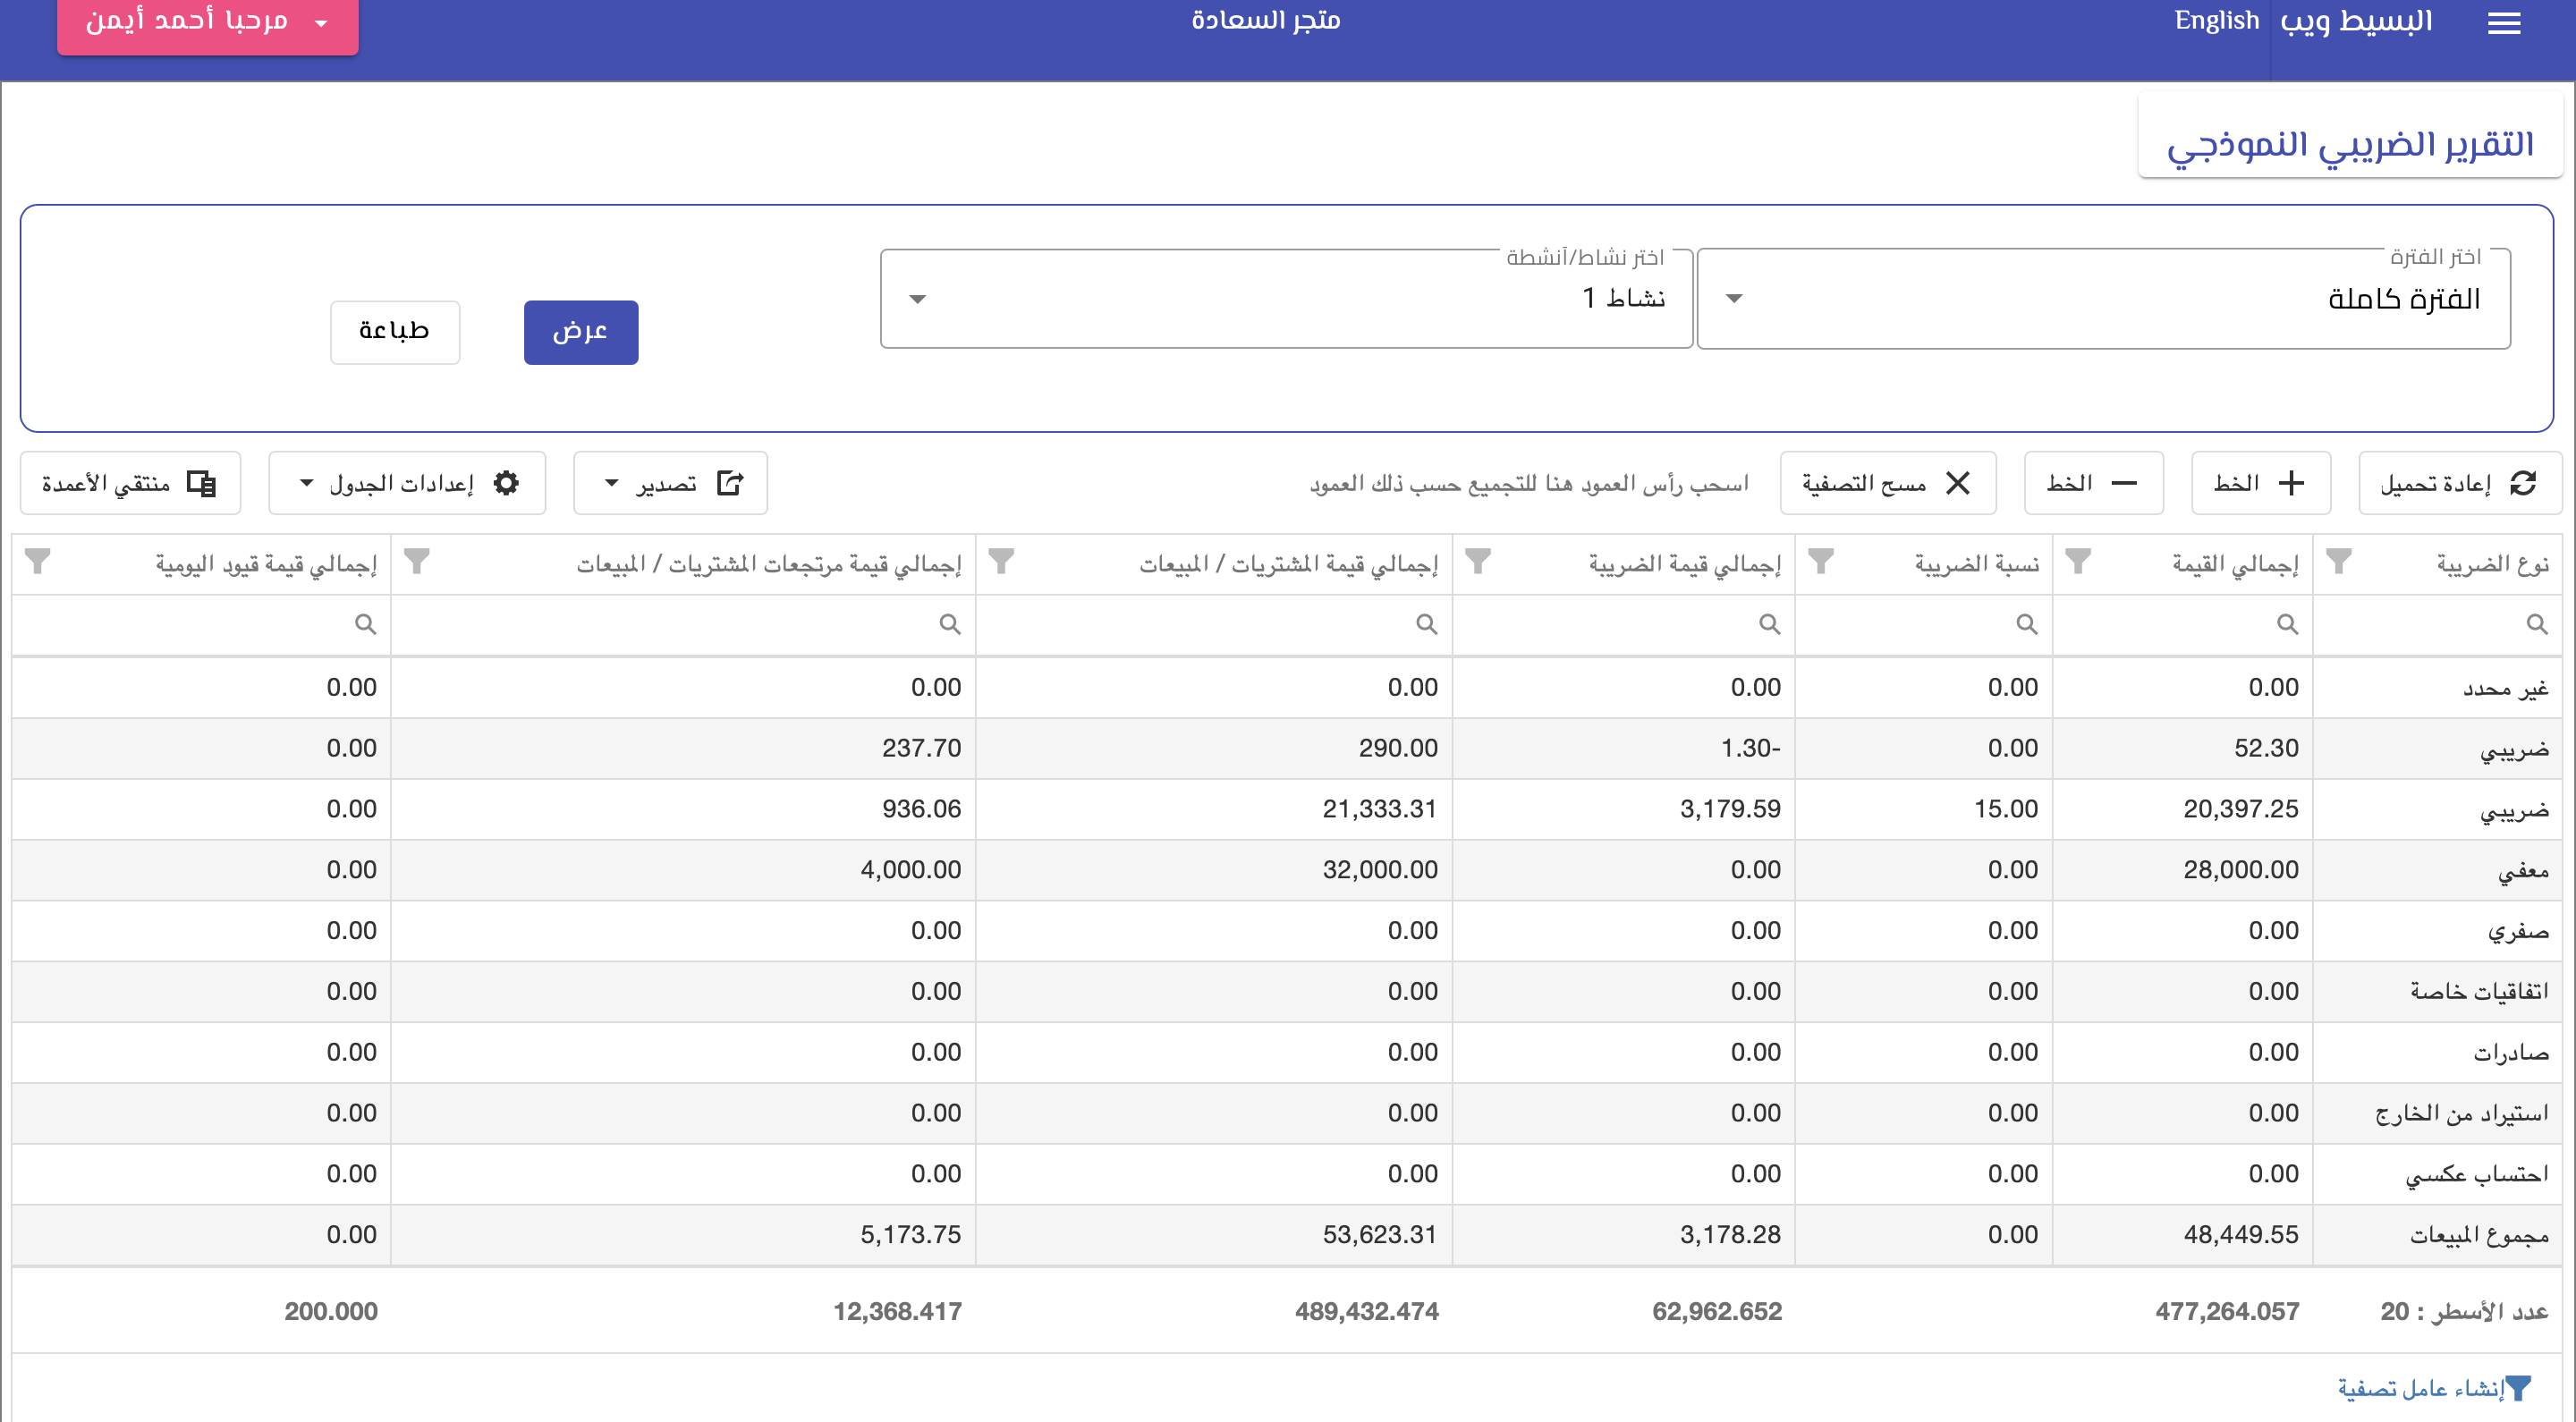 البسيط ويب English متجر السعادة مرحبا أحمد أيمن
التقرير الضريبي النموذجي
اختر الفترة اختر نشاط/أنشطة
الفترة كاملة نشاط 1 عرض طباعة
إعادة تحميل + الخط − الخط مسح التصفية اسحب رأس العمود هنا للتجميع حسب ذلك العمود تصدير إعدادات الجدول منتقي الأعمدة
نوع الضريبة إجمالي القيمة نسبة الضريبة إجمالي قيمة الضريبة إجمالي قيمة المشتريات / المبيعات إجمالي قيمة مرتجعات المشتريات / المبيعات إجمالي قيمة قيود اليومية
غير محدد 0.00 0.00 0.00 0.00 0.00 0.00
ضريبي 52.30 0.00 1.30- 290.00 237.70 0.00
ضريبي 20,397.25 15.00 3,179.59 21,333.31 936.06 0.00
معفي 28,000.00 0.00 0.00 32,000.00 4,000.00 0.00
صفري 0.00 0.00 0.00 0.00 0.00 0.00
اتفاقيات خاصة 0.00 0.00 0.00 0.00 0.00 0.00
صادرات 0.00 0.00 0.00 0.00 0.00 0.00
استيراد من الخارج 0.00 0.00 0.00 0.00 0.00 0.00
احتساب عكسي 0.00 0.00 0.00 0.00 0.00 0.00
مجموع المبيعات 48,449.55 0.00 3,178.28 53,623.31 5,173.75 0.00
عدد الأسطر : 20 477,264.057 62,962.652 489,432.474 12,368.417 200.000
إنشاء عامل تصفية